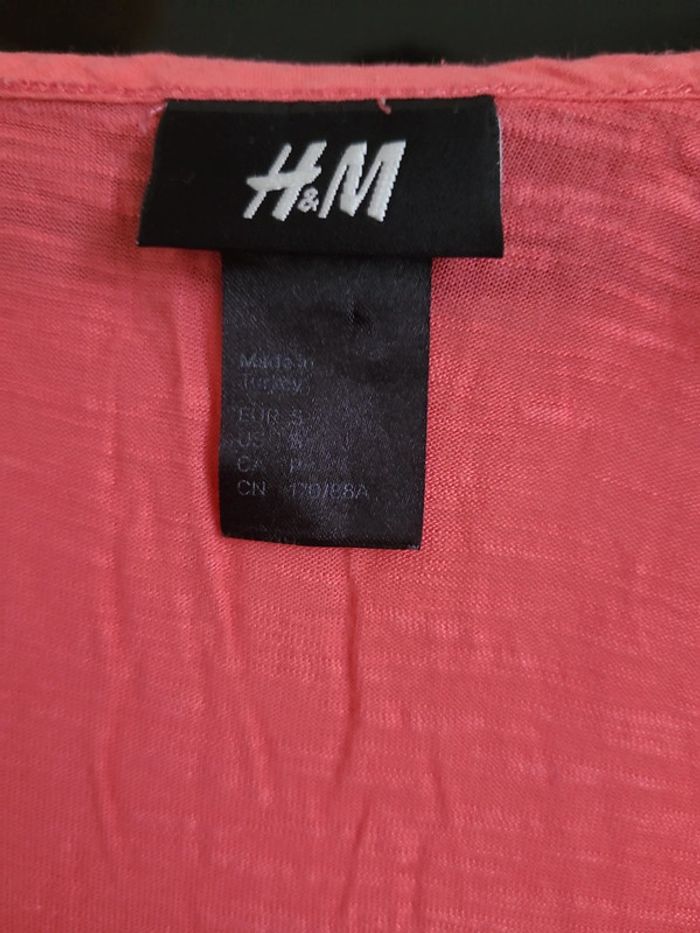 H&M
Made in
Turkey
EUR S
US
CA P
CN 170/88A